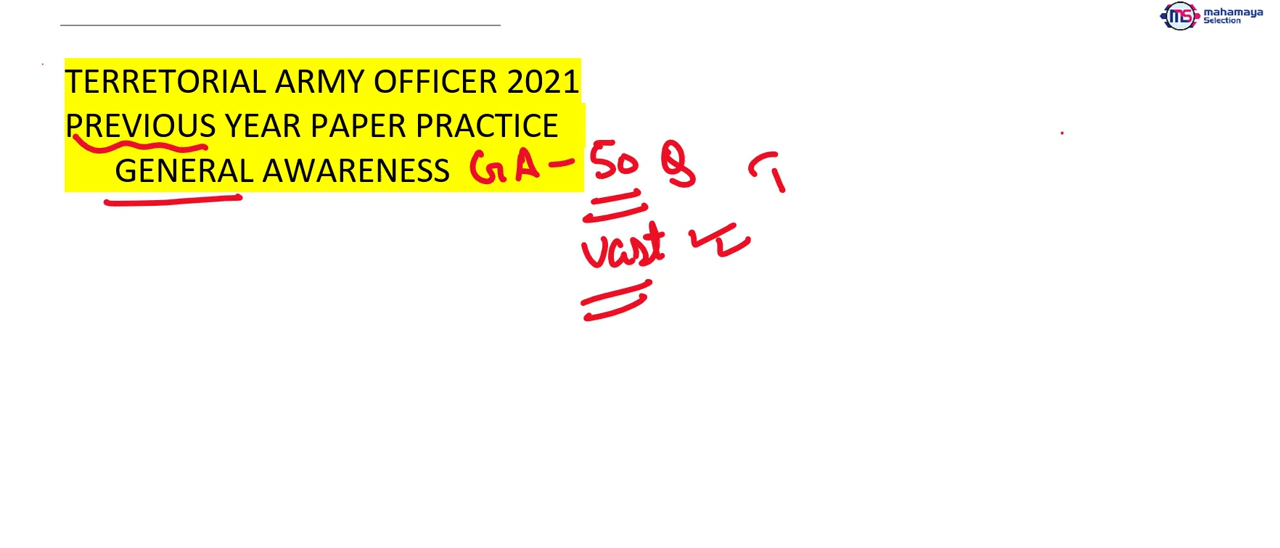 mahamaya
Selection
TERRETORIAL ARMY OFFICER 2021
PREVIOUS YEAR PAPER PRACTICE
GENERAL AWARENESS GA - 50 Q
vast